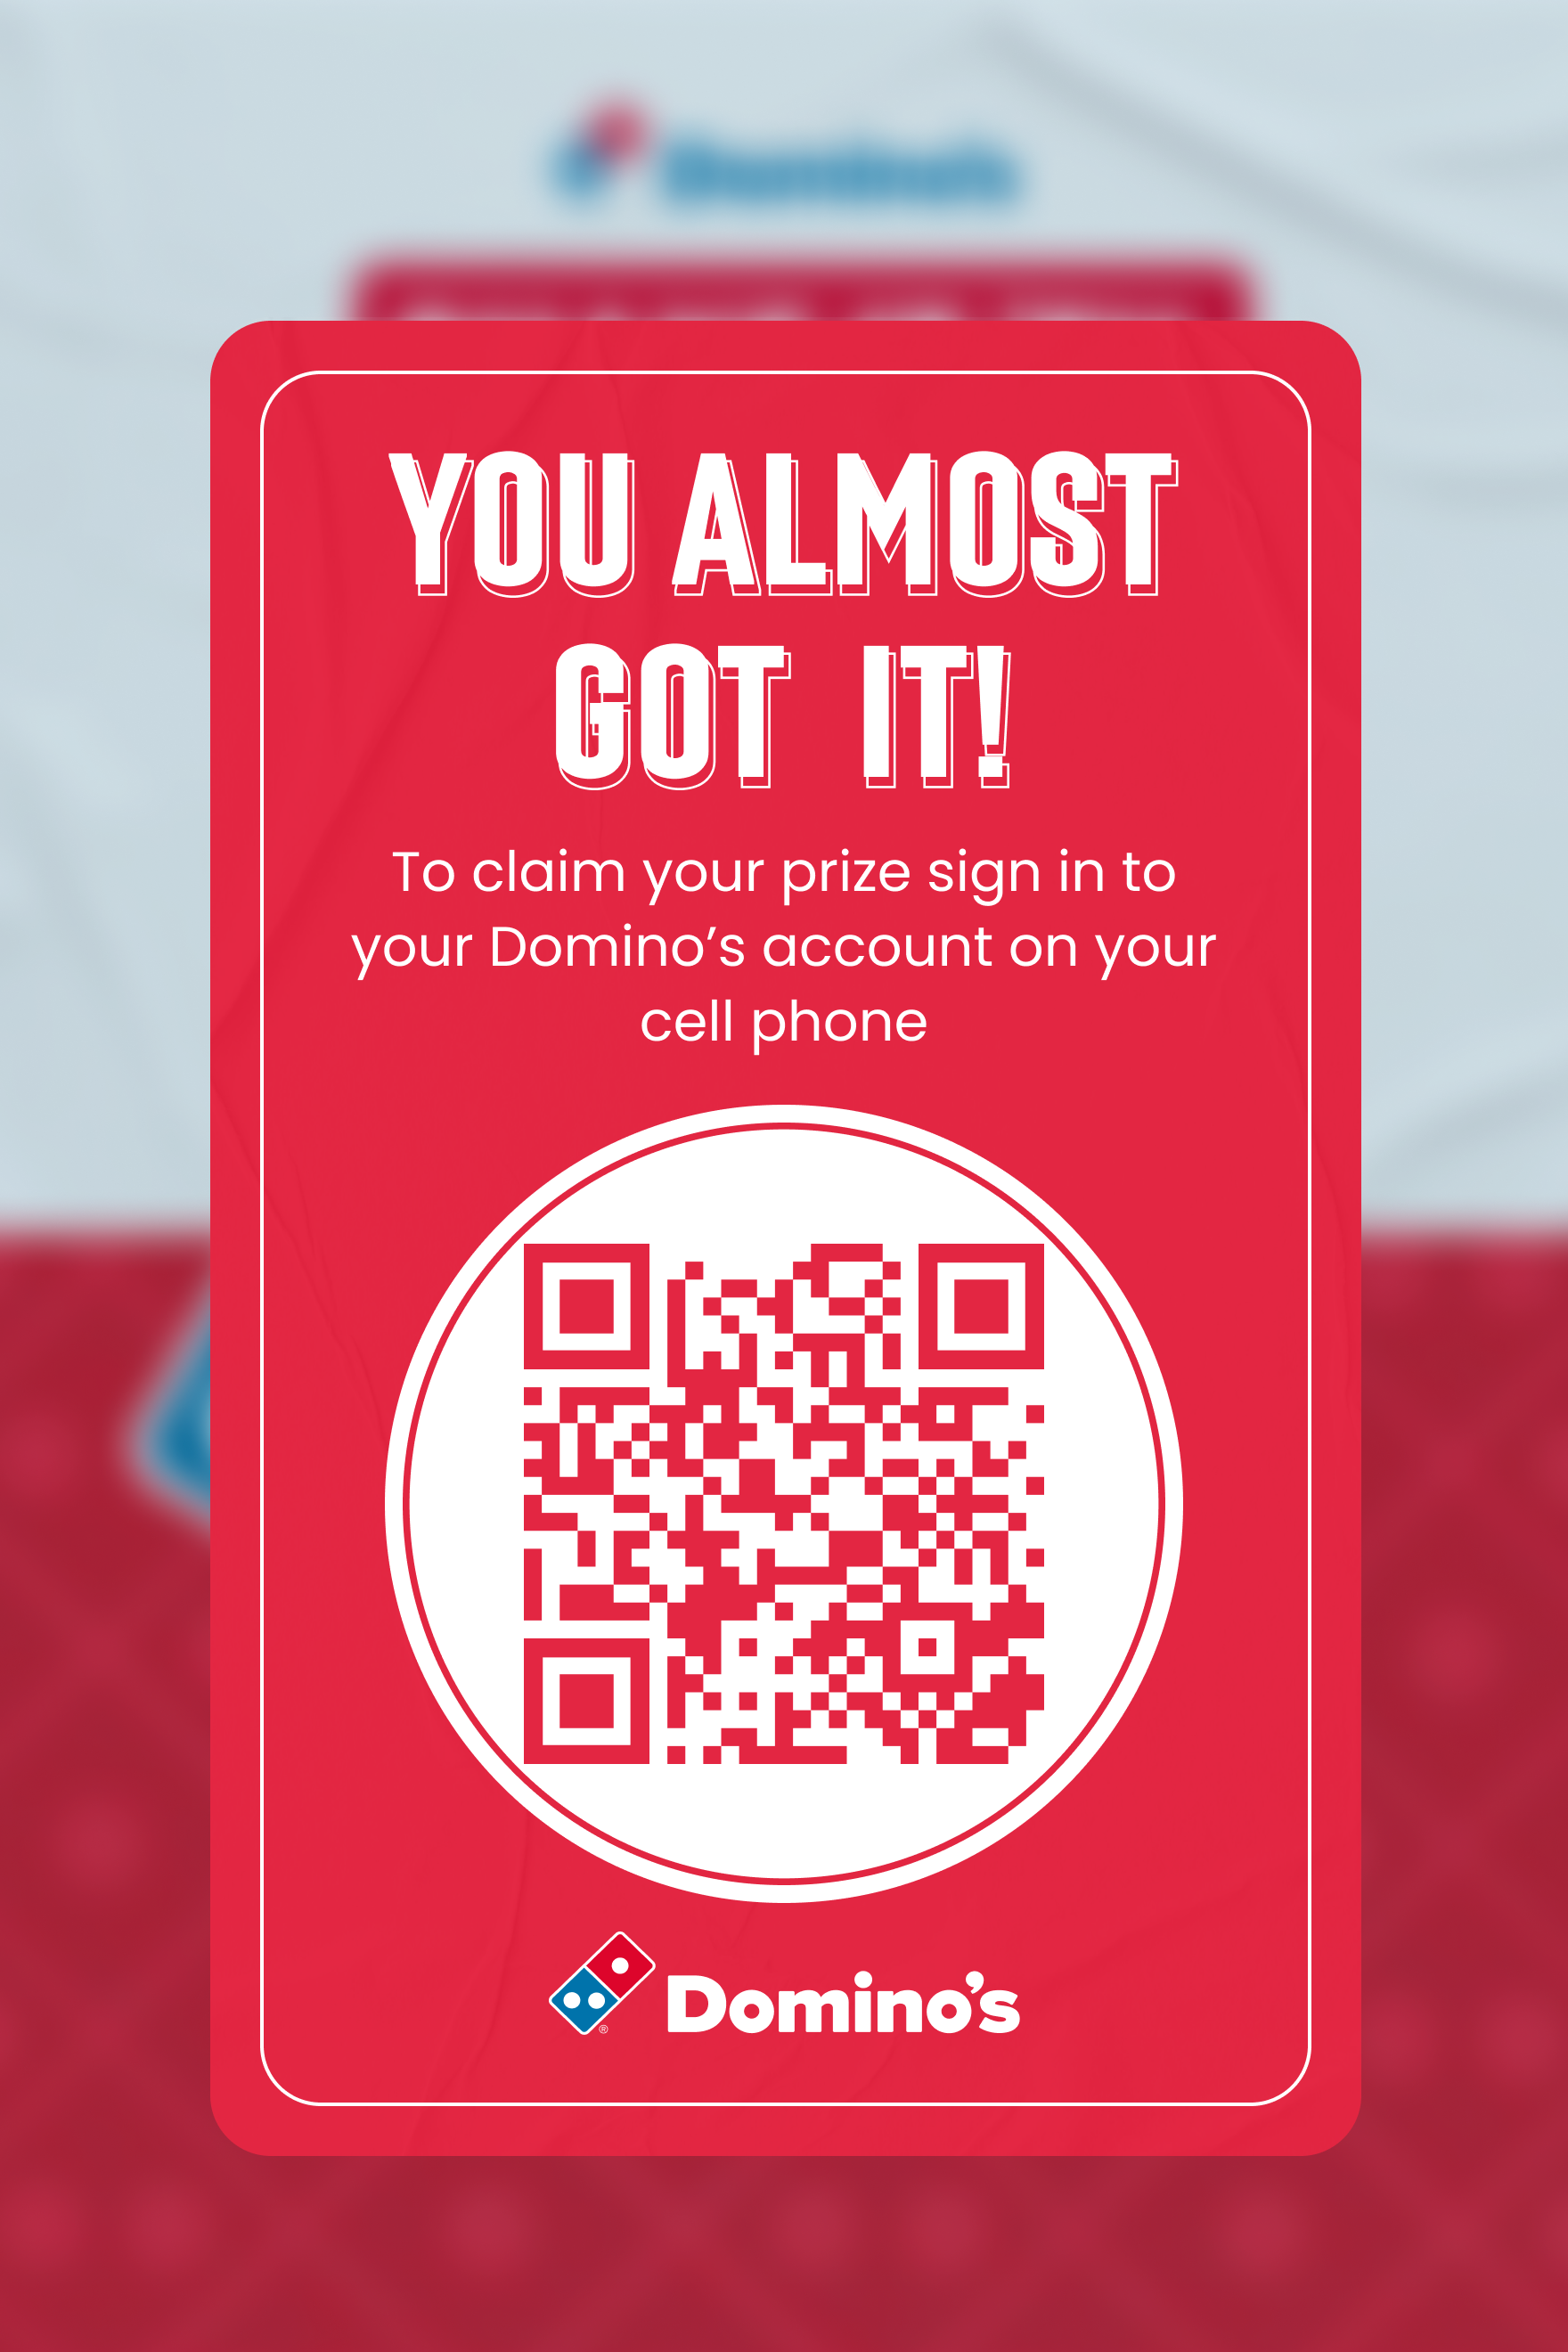 YOU ALMOST
GOT IT!
To claim your prize sign in to
your Domino’s account on your
cell phone
Domino’s
®